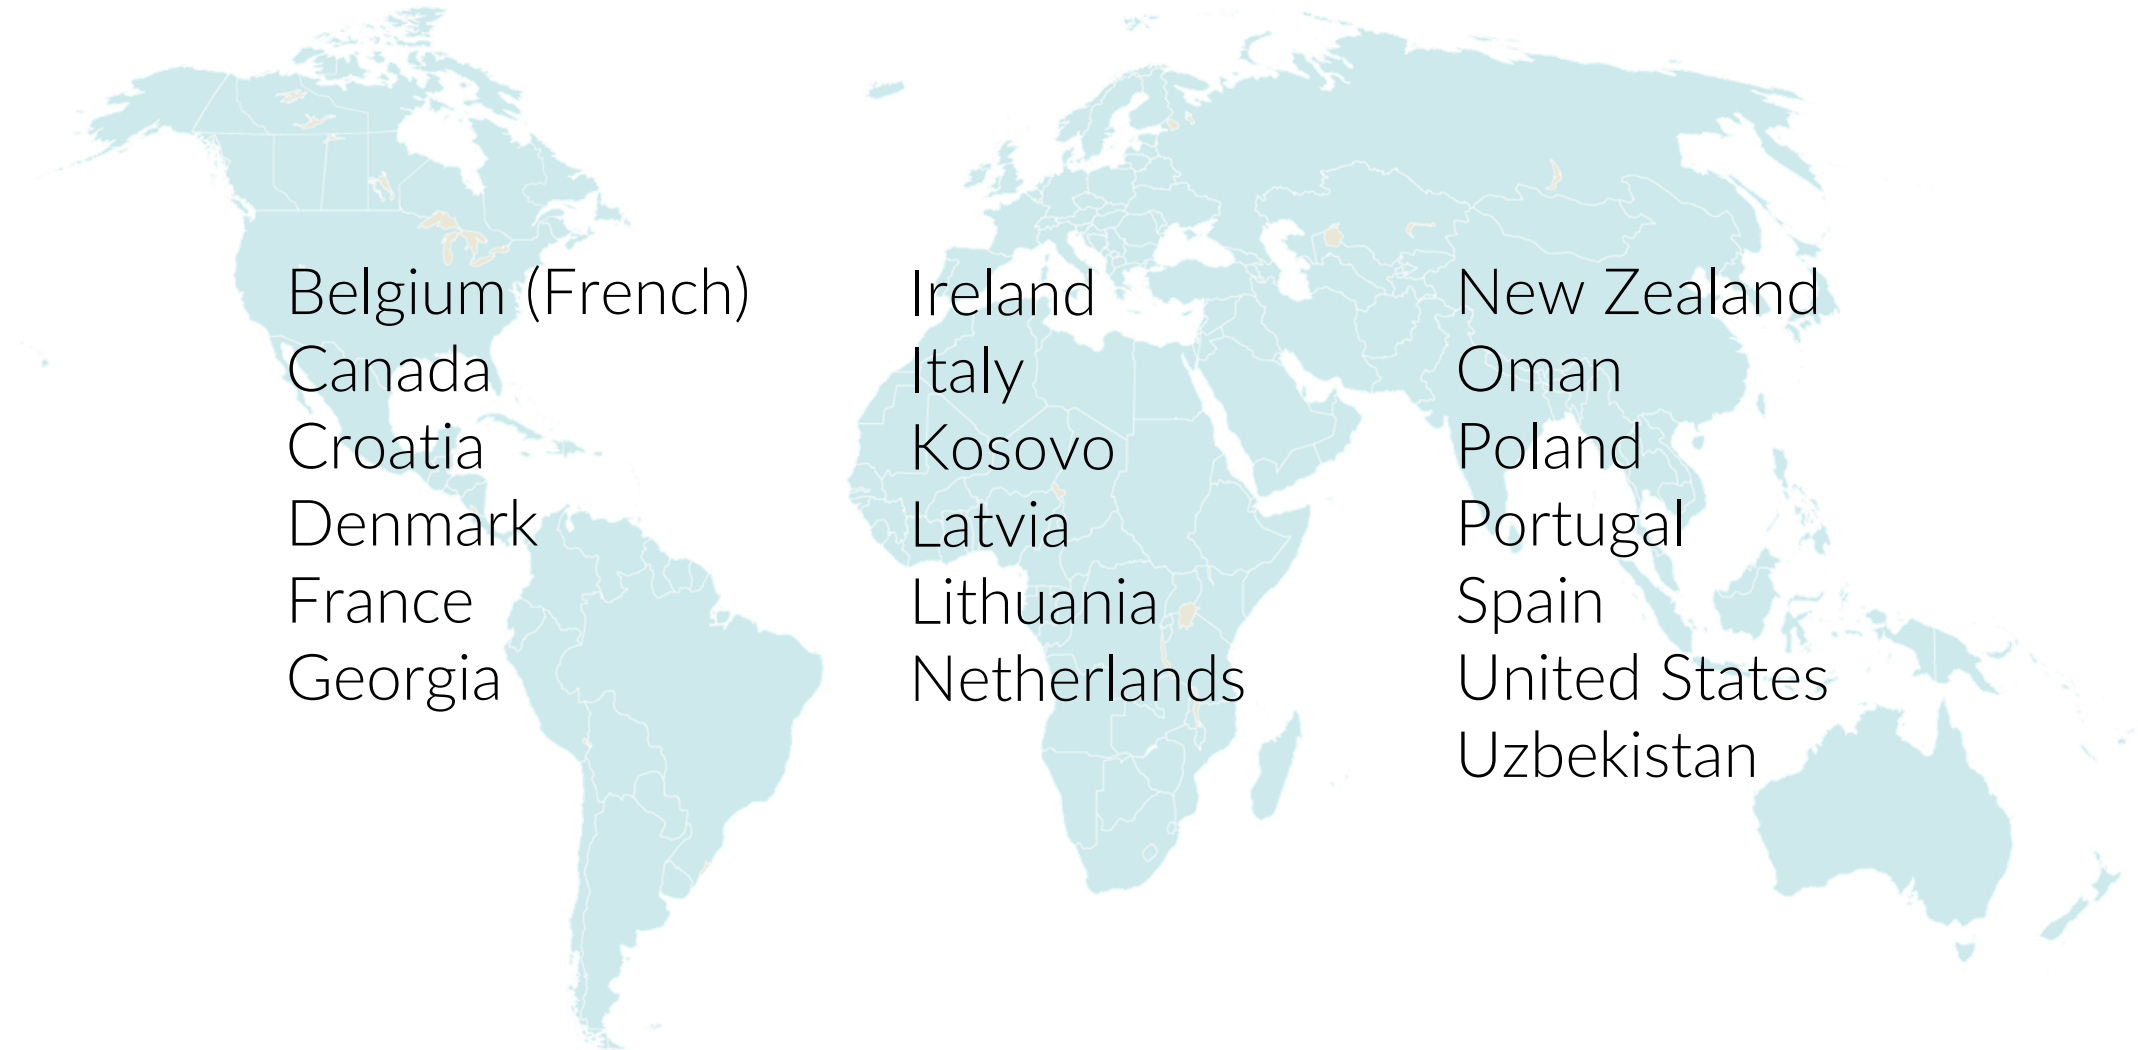 Belgium (French)
Canada
Croatia
Denmark
France
Georgia
Ireland
Italy
Kosovo
Latvia
Lithuania
Netherlands
New Zealand
Oman
Poland
Portugal
Spain
United States
Uzbekistan